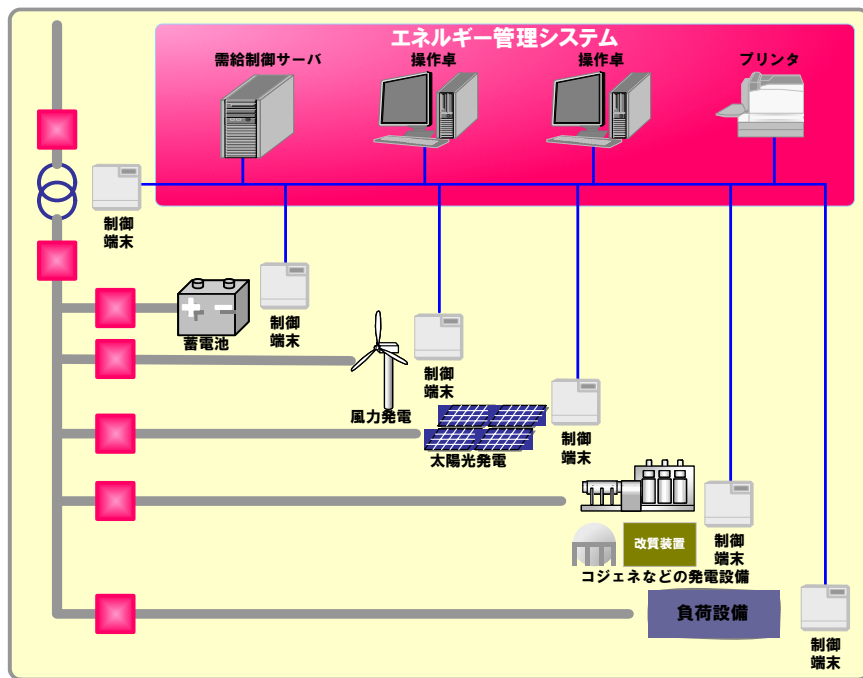 エネルギー管理システム
需給制御サーバ
操作卓
操作卓
プリンタ
制御
端末
蓄電池
制御
端末
風力発電
制御
端末
太陽光発電
制御
端末
改質装置
コジェネなどの発電設備
制御
端末
負荷設備
制御
端末